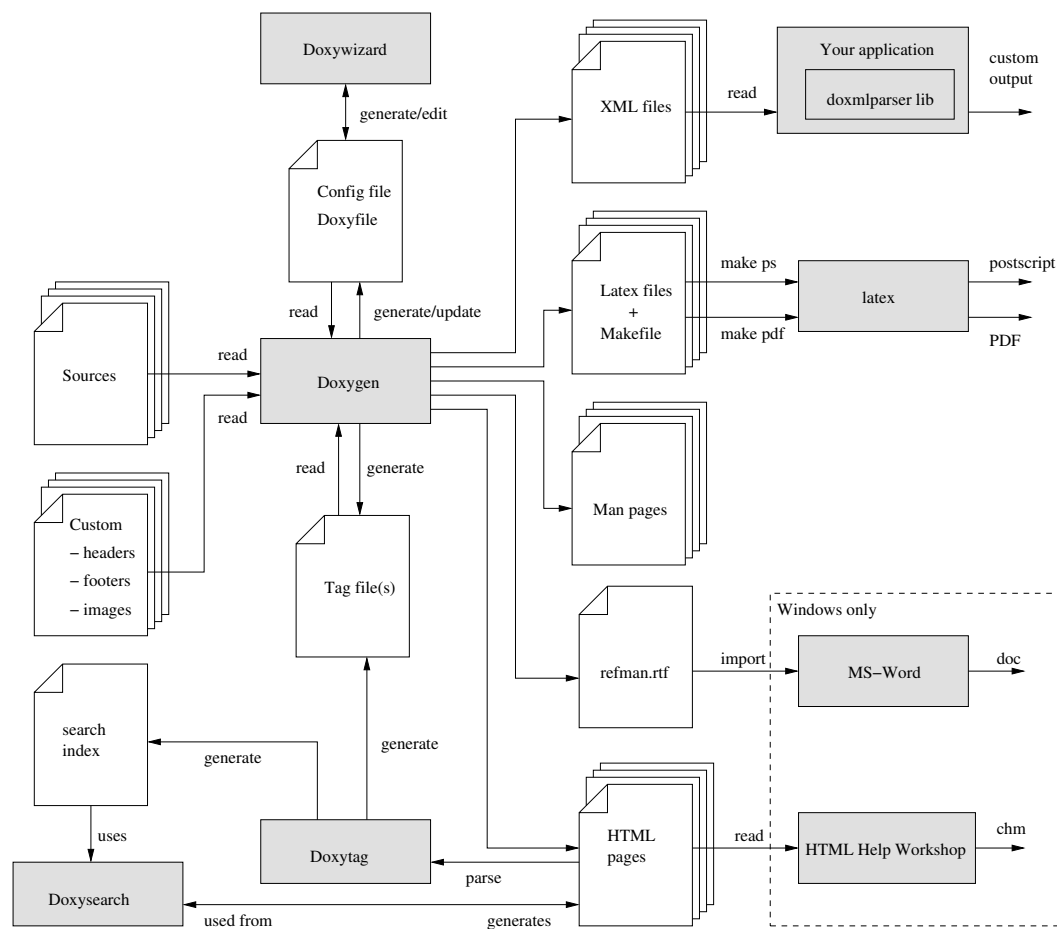 Doxywizard
generate/edit
Config file
Doxyfile
read
generate/update
Sources
read
Doxygen
read
Custom
− headers
− footers
− images
read
generate
Tag file(s)
search
index
generate
generate
uses
Doxytag
parse
Doxysearch
used from
generates
XML files
read
Your application
doxmlparser lib
custom
output
Latex files
+
Makefile
make ps
make pdf
latex
postscript
PDF
Man pages
Windows only
refman.rtf
import
MS−Word
doc
HTML
pages
read
HTML Help Workshop
chm